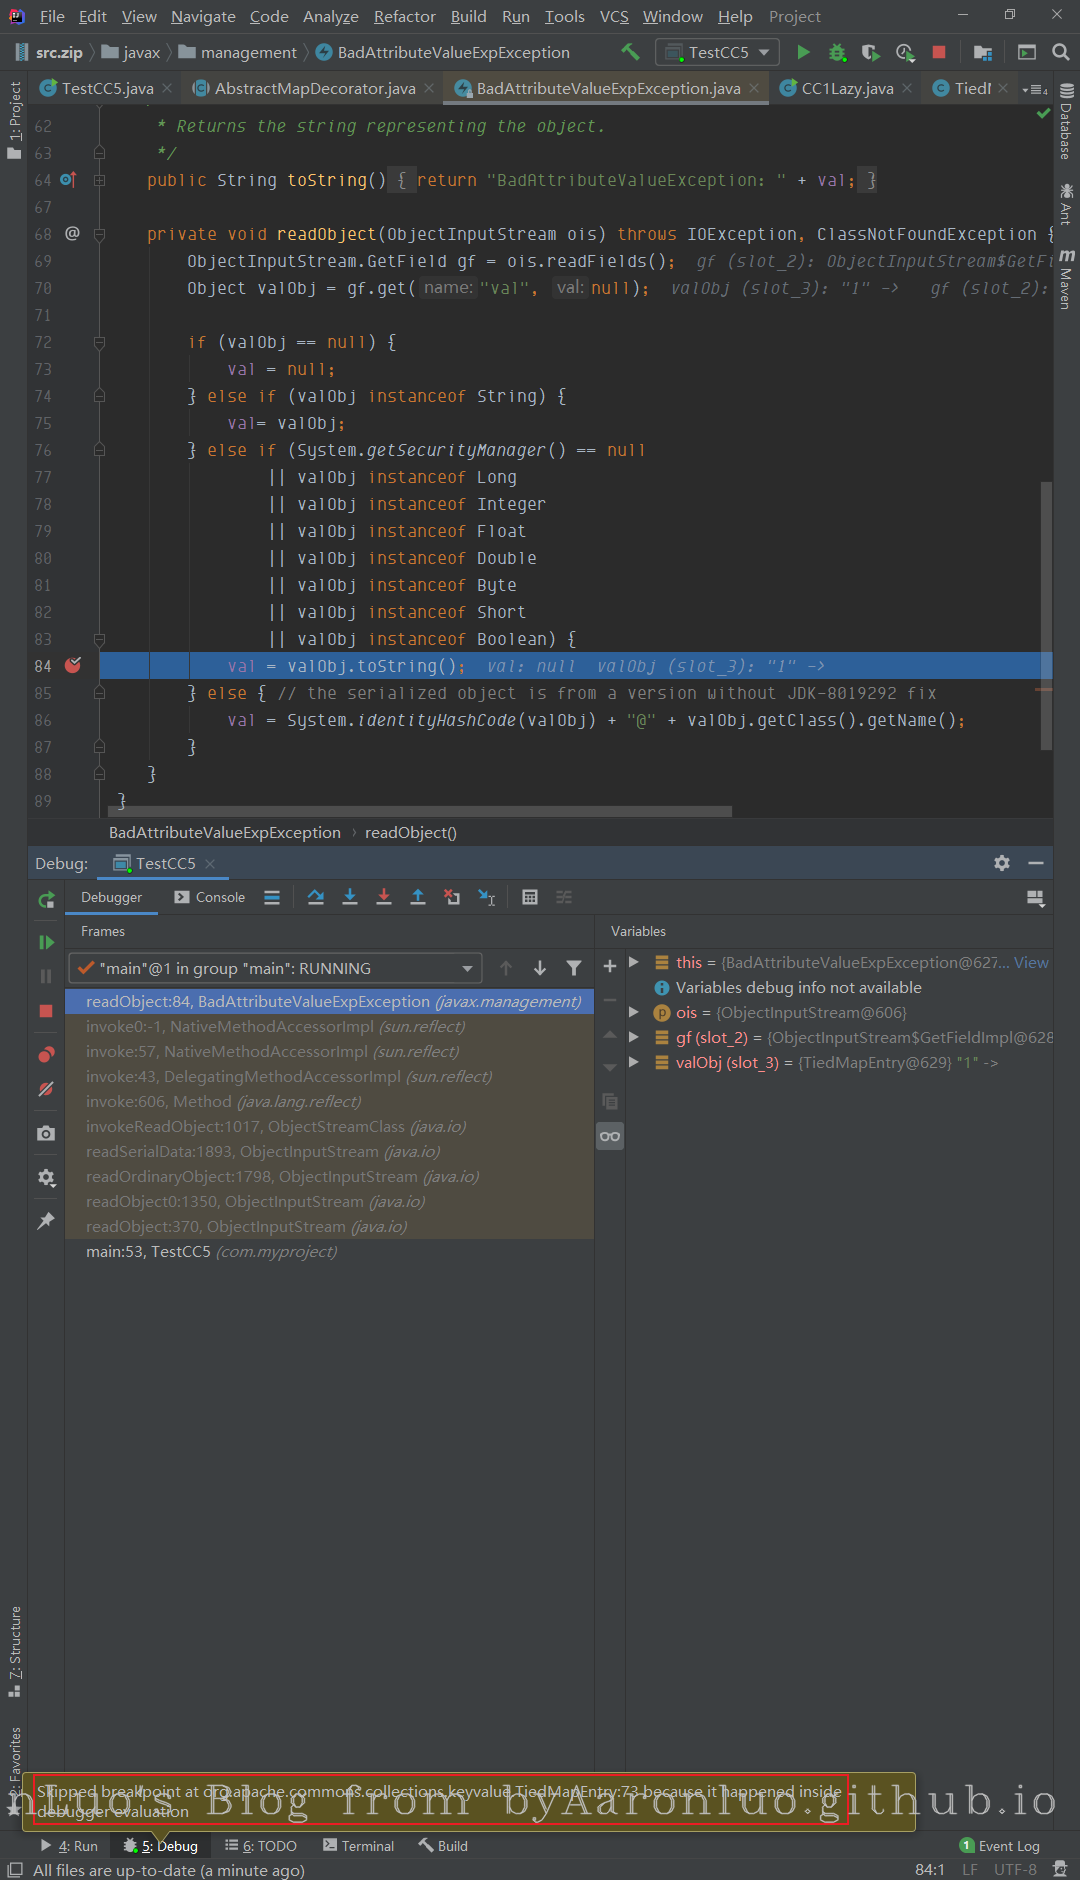 File Edit View Navigate Code Analyze Refactor Build Run Tools VCS Window Help Project
src.zip javax management BadAttributeValueExpException TestCC5
TestCC5.java AbstractMapDecorator.java BadAttributeValueExpException.java CC1Lazy.java TiedM
1: Project
Database
Ant
Maven
62 * Returns the string representing the object.
63 */
64 public String toString() { return "BadAttributeValueException: " + val; }
67
68 @ private void readObject(ObjectInputStream ois) throws IOException, ClassNotFoundException {
69 ObjectInputStream.GetField gf = ois.readFields(); gf (slot_2): ObjectInputStream$GetFi
70 Object valObj = gf.get( name: "val", val: null); valObj (slot_3): "1" -> gf (slot_2):
71
72 if (valObj == null) {
73 val = null;
74 } else if (valObj instanceof String) {
75 val= valObj;
76 } else if (System.getSecurityManager() == null
77 || valObj instanceof Long
78 || valObj instanceof Integer
79 || valObj instanceof Float
80 || valObj instanceof Double
81 || valObj instanceof Byte
82 || valObj instanceof Short
83 || valObj instanceof Boolean) {
84 val = valObj.toString(); val: null valObj (slot_3): "1" ->
85 } else { // the serialized object is from a version without JDK-8019292 fix
86 val = System.identityHashCode(valObj) + "@" + valObj.getClass().getName();
87 }
88 }
89 }
BadAttributeValueExpException › readObject()
Debug: TestCC5
Debugger Console
Frames
"main"@1 in group "main": RUNNING
readObject:84, BadAttributeValueExpException (javax.management)
invoke0:-1, NativeMethodAccessorImpl (sun.reflect)
invoke:57, NativeMethodAccessorImpl (sun.reflect)
invoke:43, DelegatingMethodAccessorImpl (sun.reflect)
invoke:606, Method (java.lang.reflect)
invokeReadObject:1017, ObjectStreamClass (java.io)
readSerialData:1893, ObjectInputStream (java.io)
readOrdinaryObject:1798, ObjectInputStream (java.io)
readObject0:1350, ObjectInputStream (java.io)
readObject:370, ObjectInputStream (java.io)
main:53, TestCC5 (com.myproject)
Variables
this = {BadAttributeValueExpException@627... View
Variables debug info not available
ois = {ObjectInputStream@606}
gf (slot_2) = {ObjectInputStream$GetFieldImpl@628
valObj (slot_3) = {TiedMapEntry@629} "1" ->
7: Structure
2: Favorites
Skipped breakpoint at org.apache.commons.collections.keyvalue.TiedMapEntry:73 because it happened inside
debugger evaluation
nLuo's Blog from byAaronluo.github.io
4: Run 5: Debug 6: TODO Terminal Build 1 Event Log
All files are up-to-date (a minute ago) 84:1 LF UTF-8